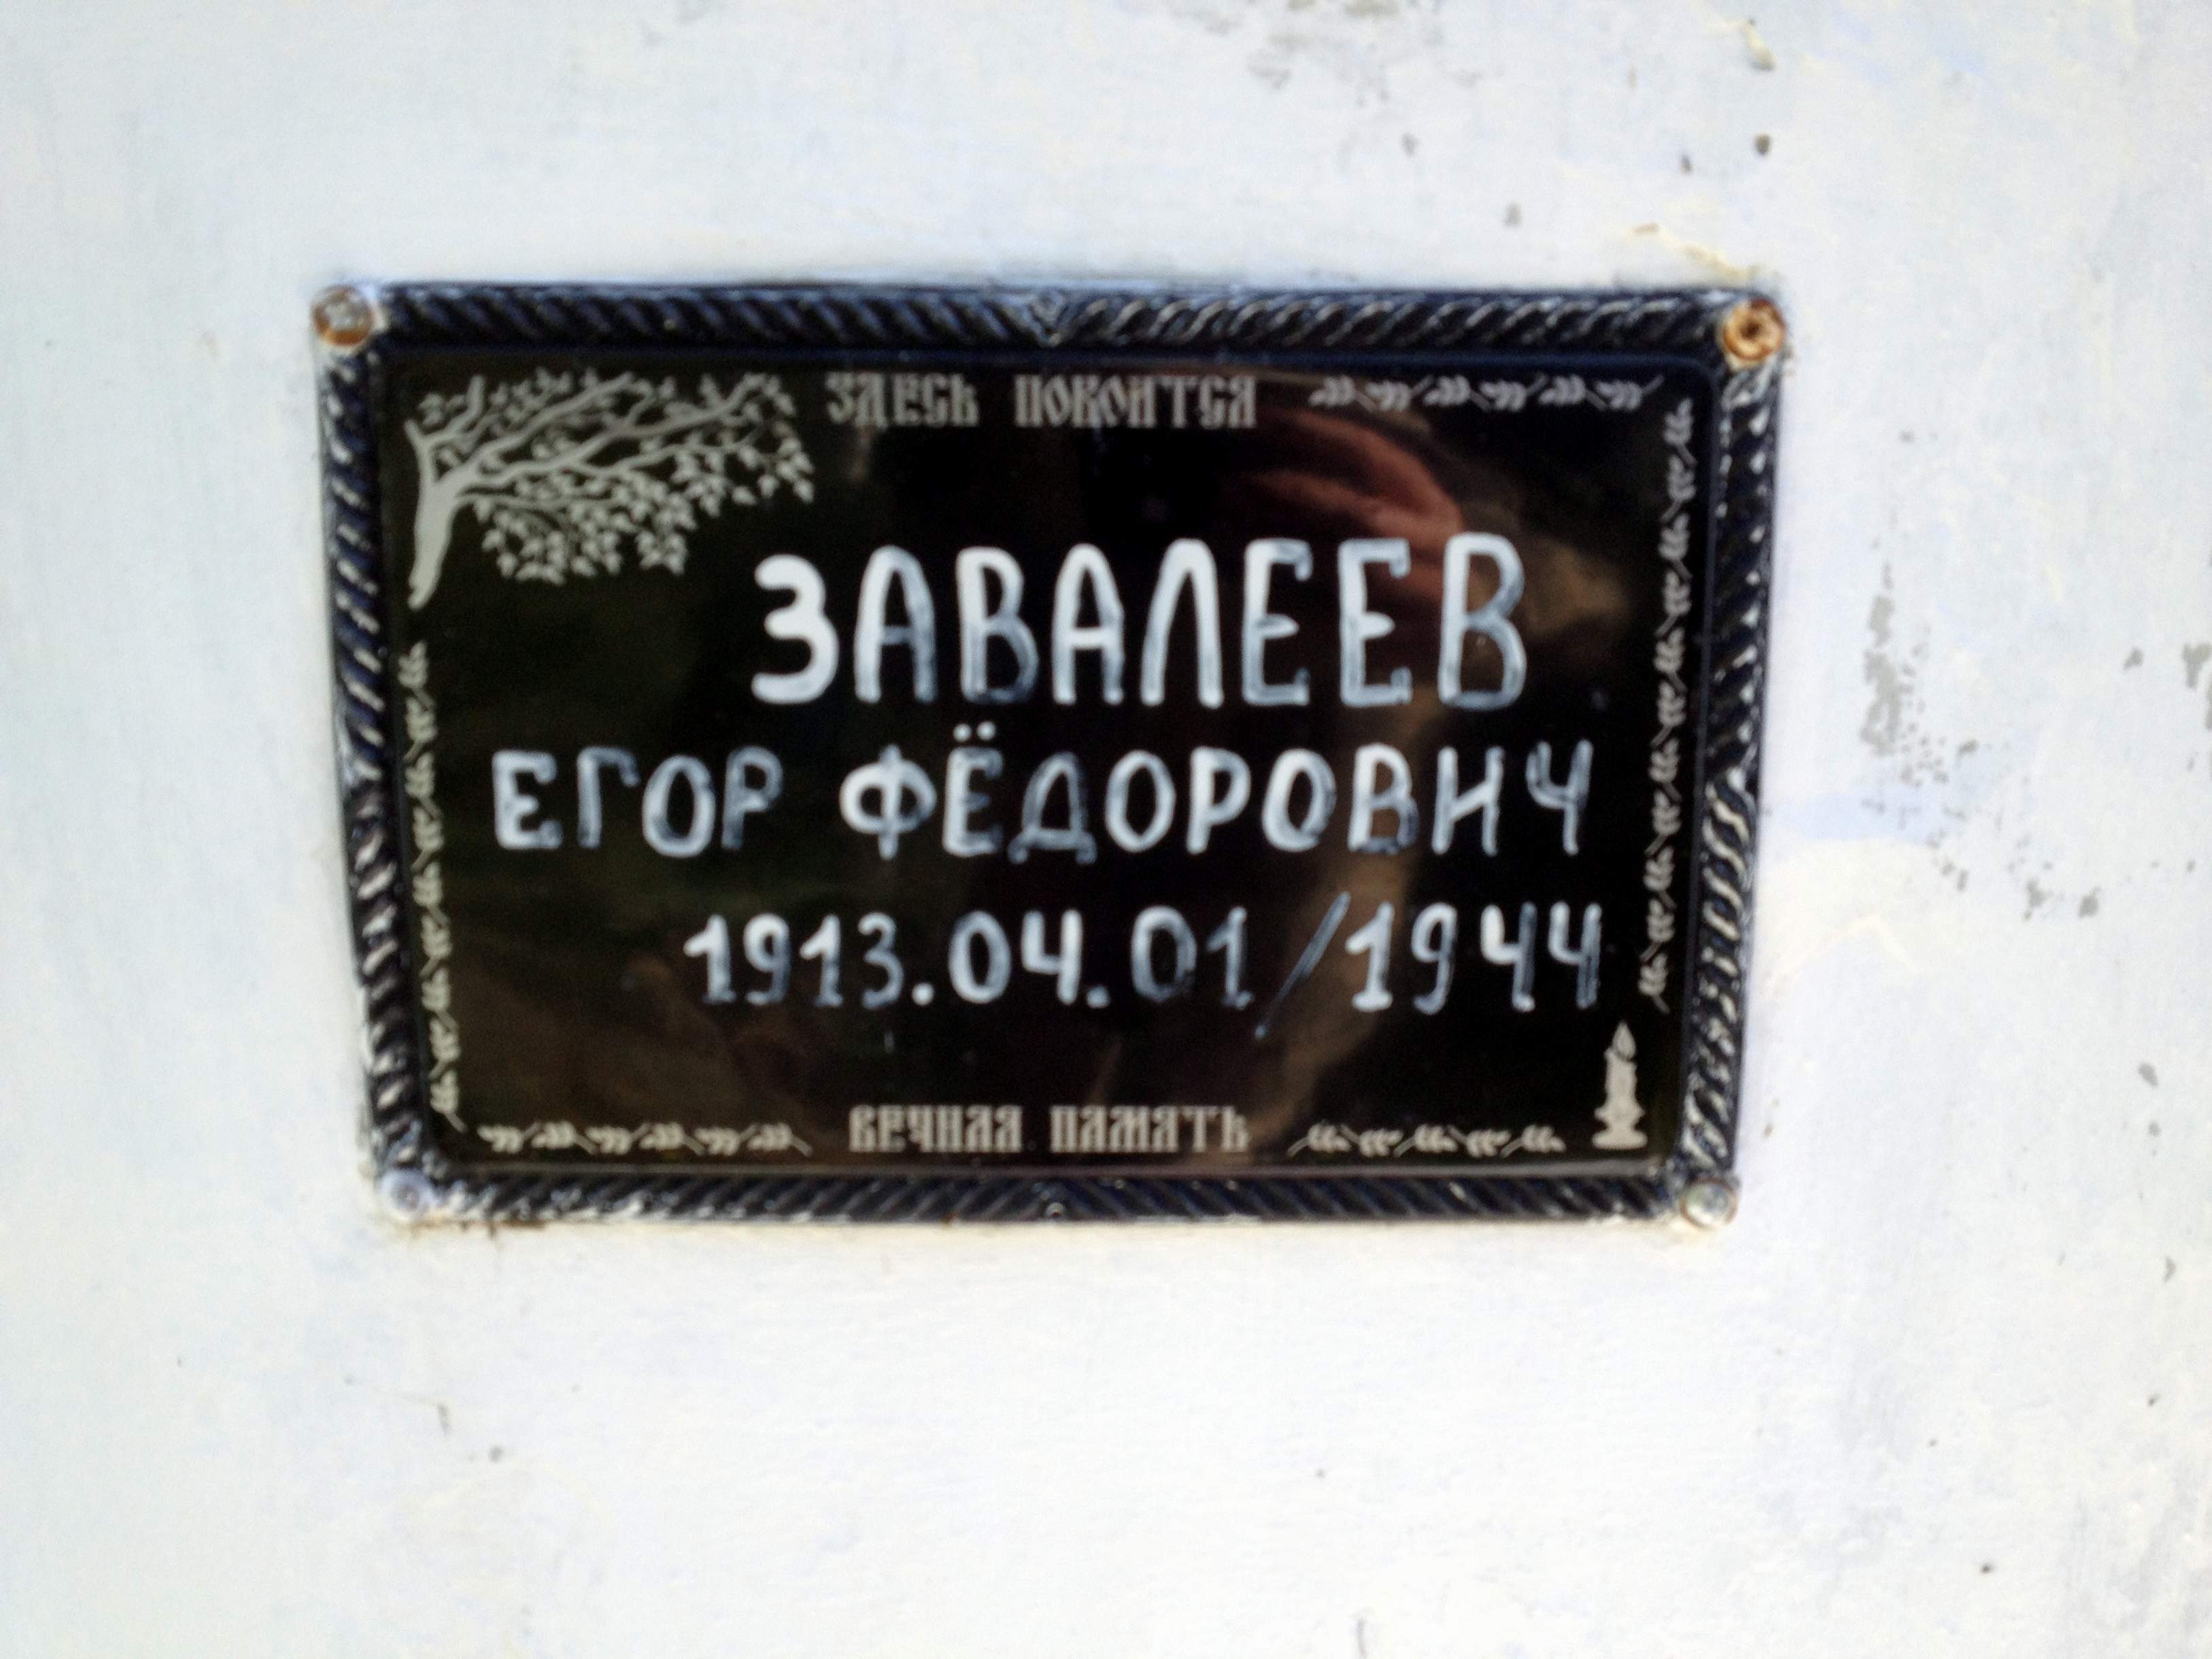 ЗДЕСЬ ПОКОИТСЯ
ЗАВАЛЕЕВ
ЕГОР ФЁДОРОВИЧ
1913.04.01/1944
ВЕЧНАЯ ПАМЯТЬ